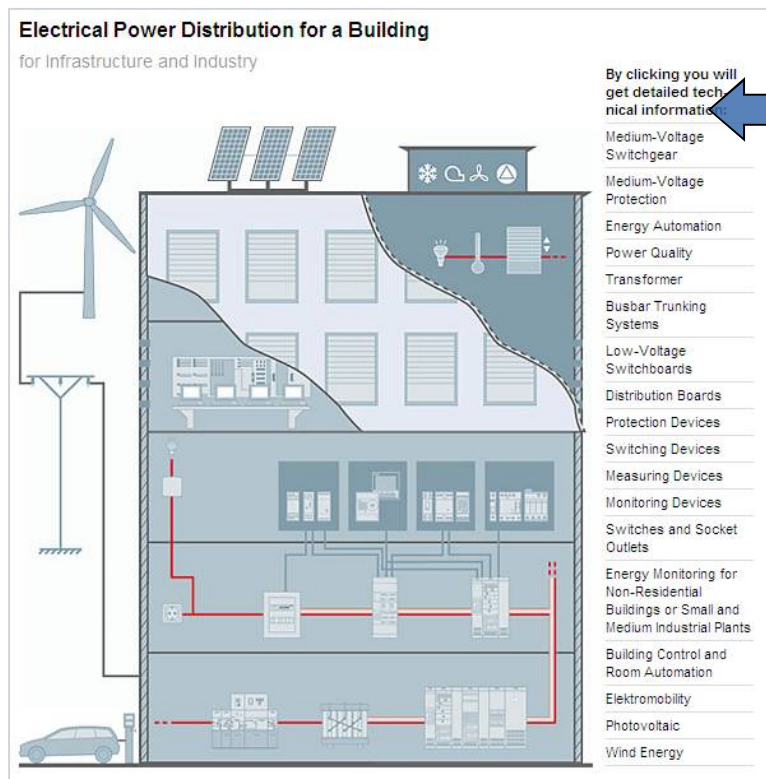 Electrical Power Distribution for a Building
for Infrastructure and Industry
By clicking you will
get detailed tech-
nical information:
Medium-Voltage
Switchgear
Medium-Voltage
Protection
Energy Automation
Power Quality
Transformer
Busbar Trunking
Systems
Low-Voltage
Switchboards
Distribution Boards
Protection Devices
Switching Devices
Measuring Devices
Monitoring Devices
Switches and Socket
Outlets
Energy Monitoring for
Non-Residential
Buildings or Small and
Medium Industrial Plants
Building Control and
Room Automation
Elektromobility
Photovoltaic
Wind Energy